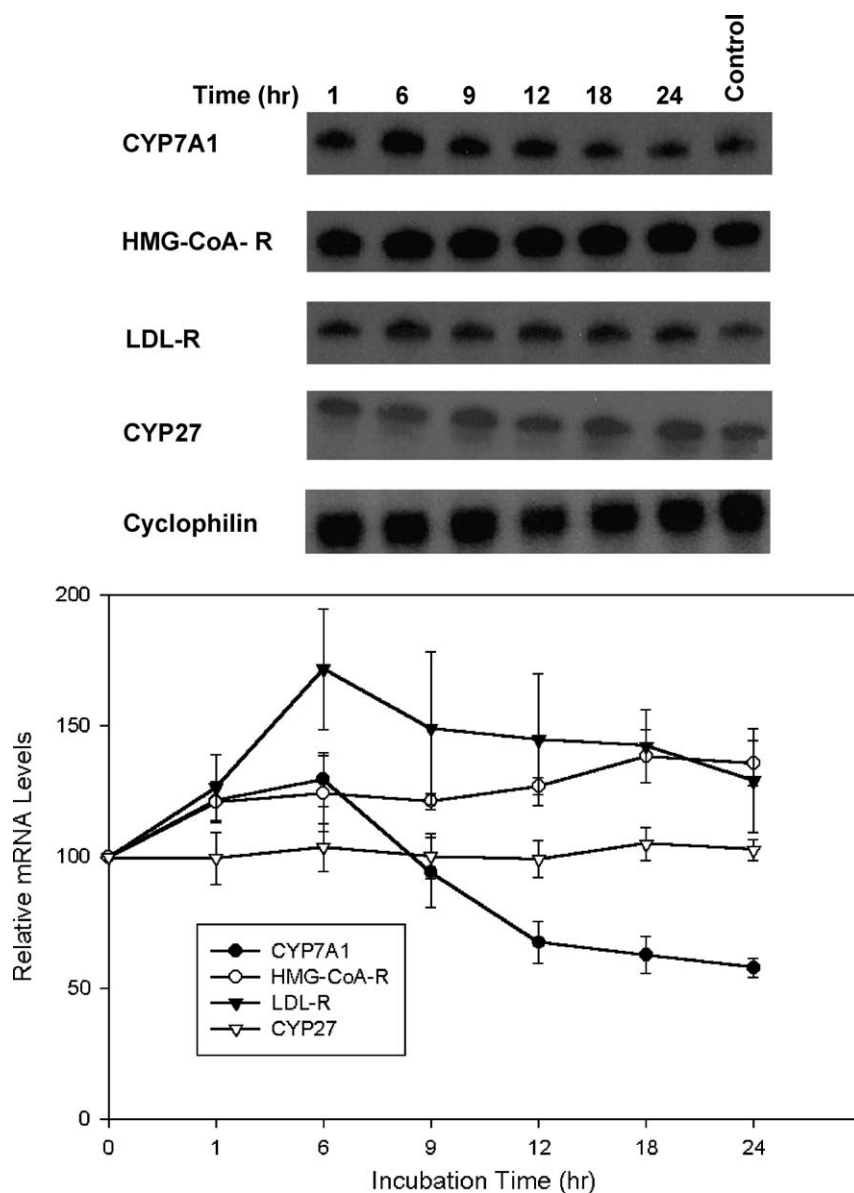 Time (hr) 1 6 9 12 18 24 Control
CYP7A1
HMG-CoA- R
LDL-R
CYP27
Cyclophilin
200
150
100
50
0
Relative mRNA Levels
CYP7A1
HMG-CoA-R
LDL-R
CYP27
0 1 6 9 12 18 24
Incubation Time (hr)